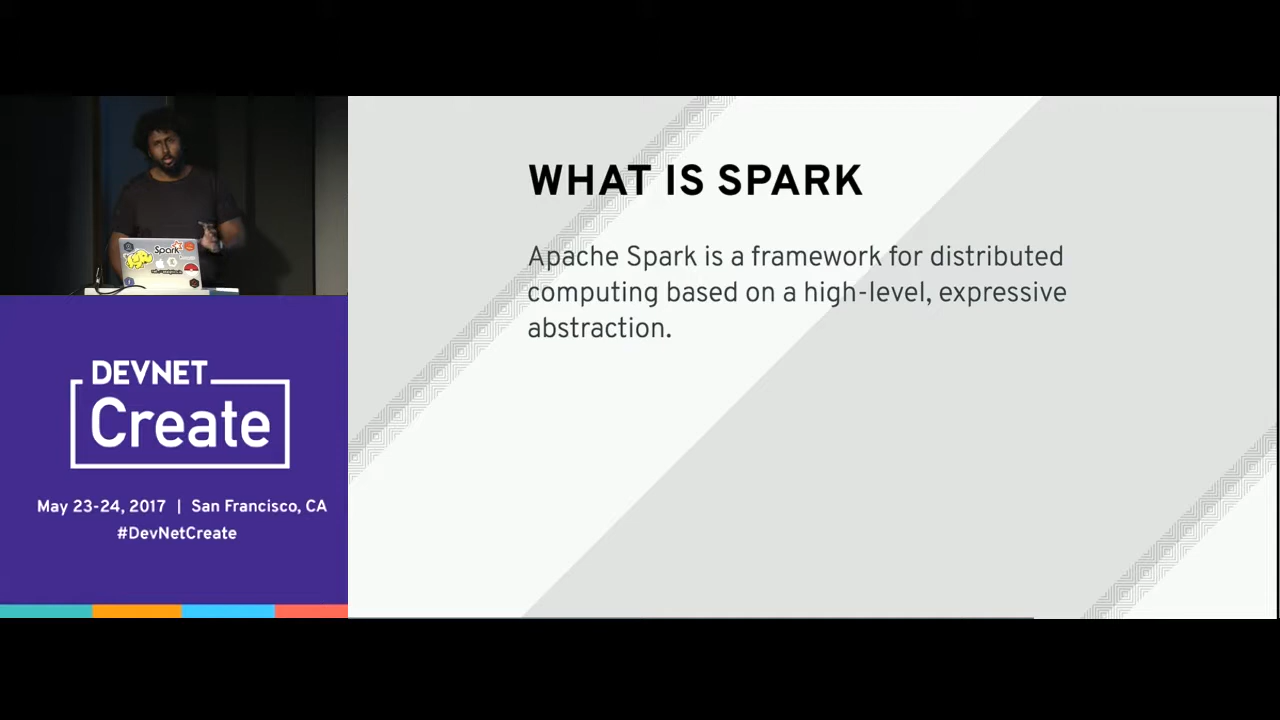 WHAT IS SPARK
Apache Spark is a framework for distributed
computing based on a high-level, expressive
abstraction.
Spark
DEVNET
Create
May 23-24, 2017 | San Francisco, CA
#DevNetCreate